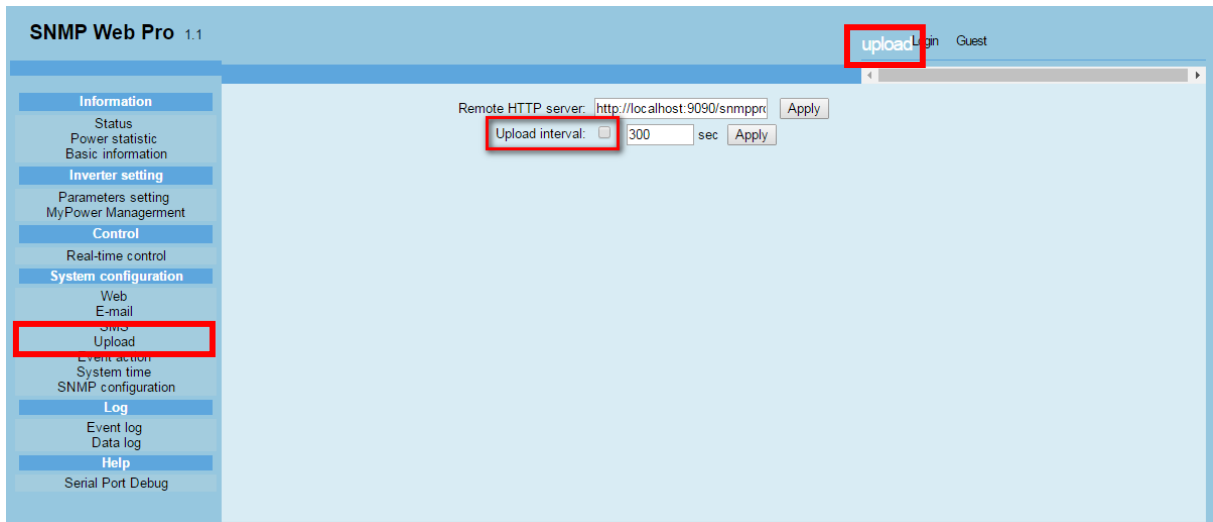 SNMP Web Pro 1.1
upload Login Guest
Information
Status
Power statistic
Basic information
Inverter setting
Parameters setting
MyPower Managerment
Control
Real-time control
System configuration
Web
E-mail
SMS
Upload
Event action
System time
SNMP configuration
Log
Event log
Data log
Help
Serial Port Debug
Remote HTTP server: http://localhost:9090/snmppro Apply
Upload interval: 300 sec Apply